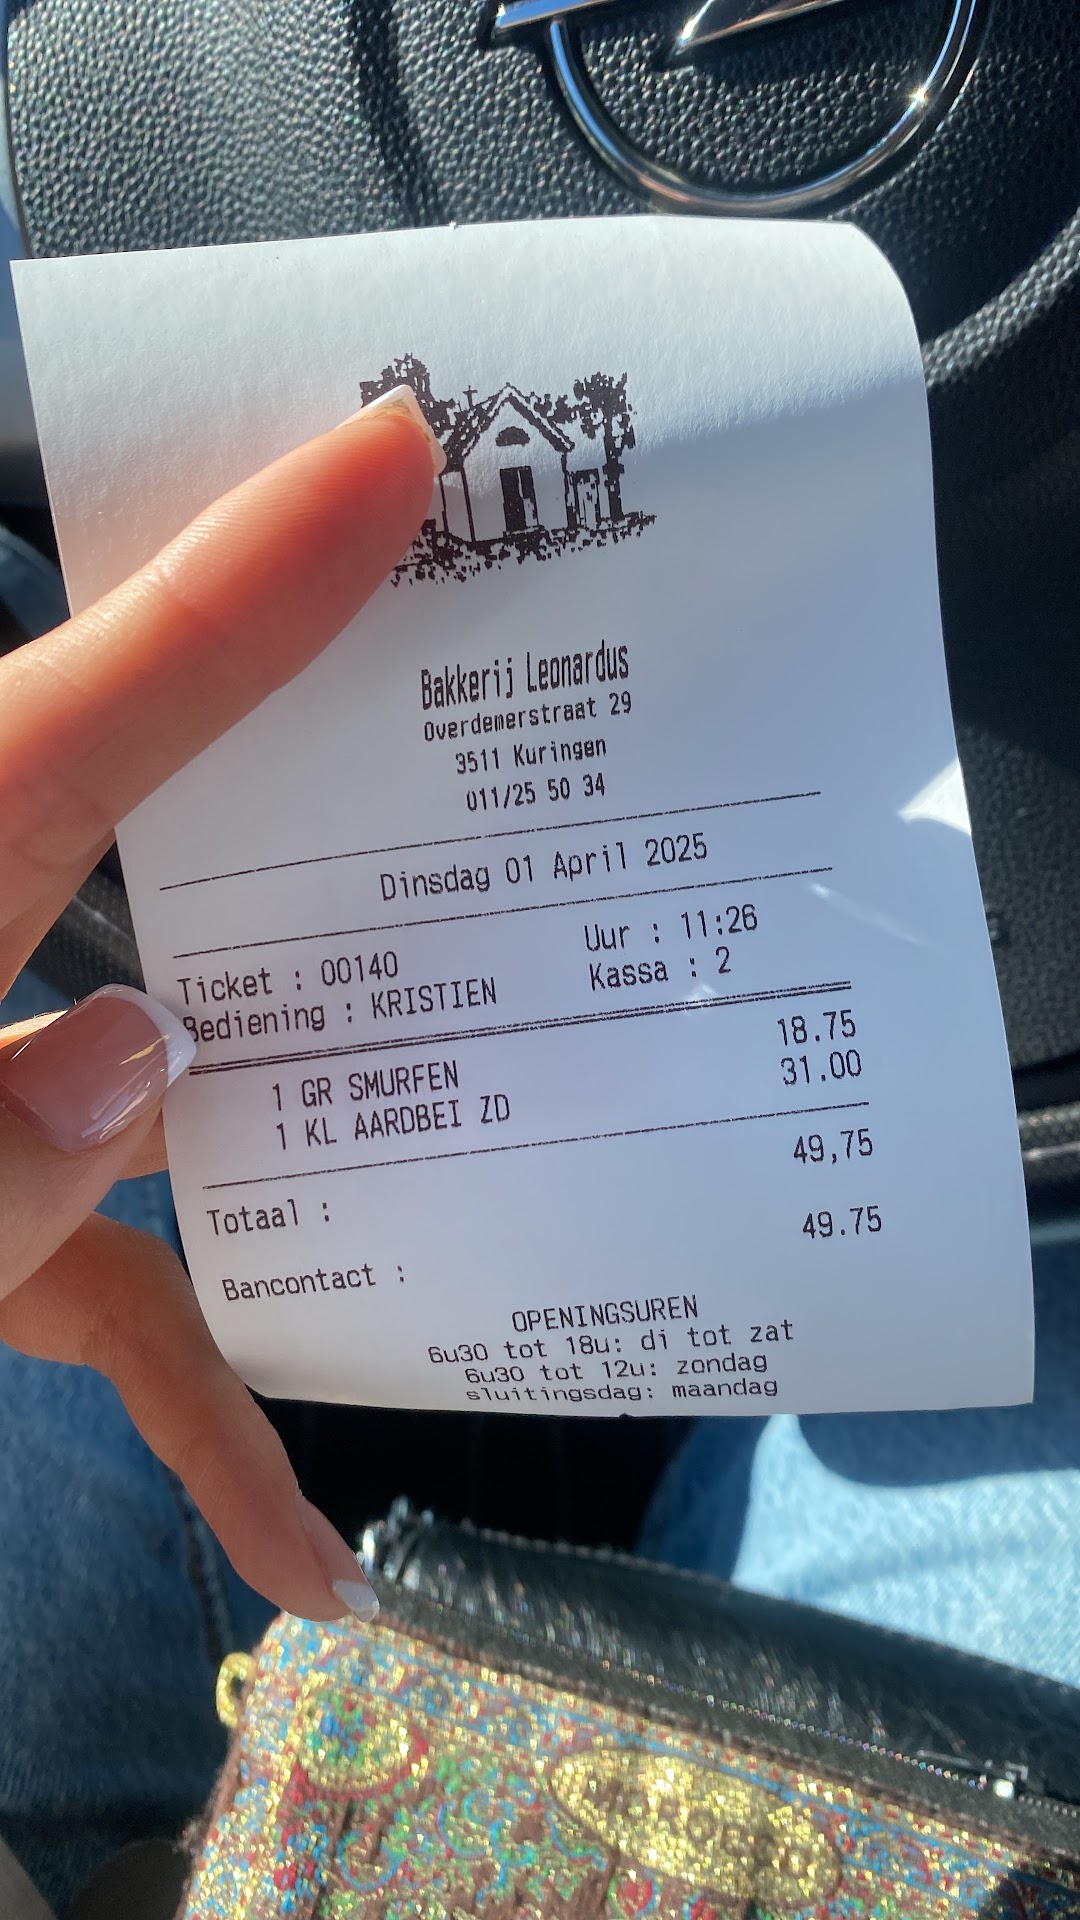 Bakkerij Leonardus
Overdemerstraat 29
3511 Kuringen
011/25 50 34
Dinsdag 01 April 2025
Ticket : 00140 Uur : 11:26
Bediening : KRISTIEN Kassa : 2
1 GR SMURFEN 18.75
1 KL AARDBEI ZD 31.00
Totaal : 49,75
Bancontact : 49.75
OPENINGSUREN
6u30 tot 18u: di tot zat
6u30 tot 12u: zondag
sluitingsdag: maandag